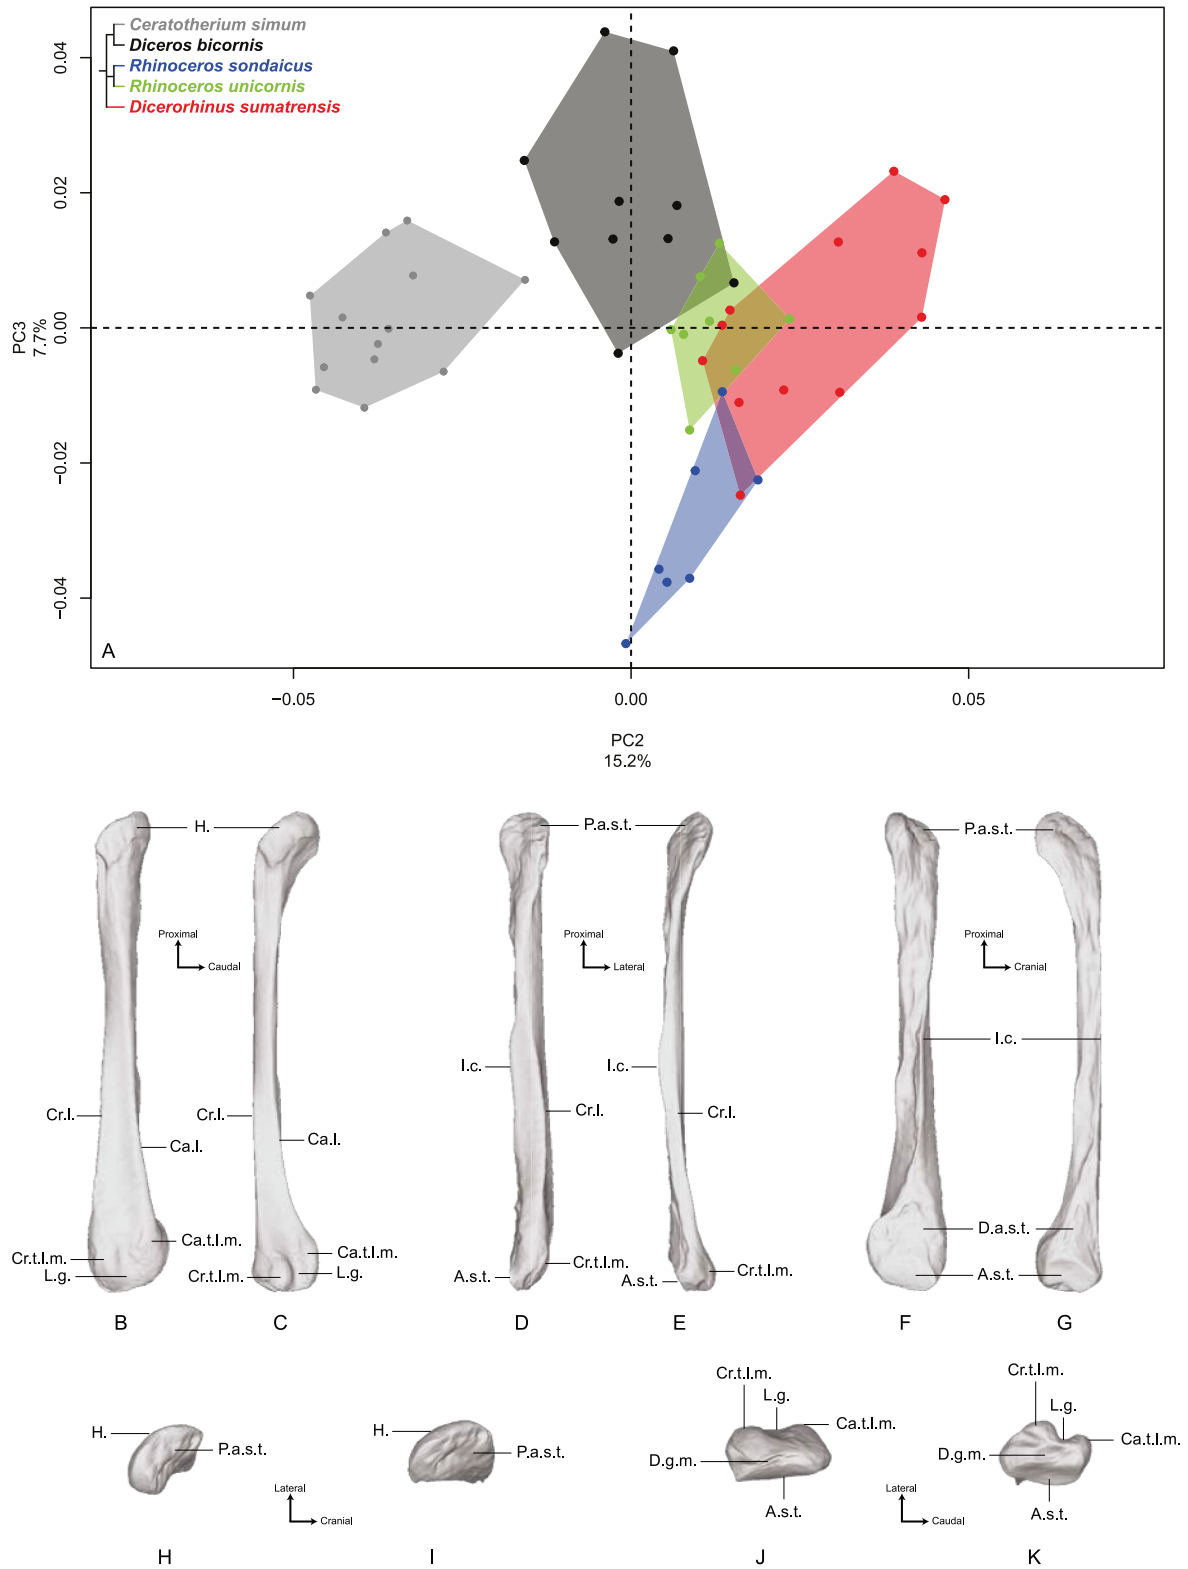 Ceratotherium simum
Diceros bicornis
Rhinoceros sondaicus
Rhinoceros unicornis
Dicerorhinus sumatrensis
0.04
0.02
0.00
−0.02
−0.04
PC3
7.7%
A
−0.05
0.00
0.05
PC2
15.2%
H.
P.a.s.t.
P.a.s.t.
Proximal
Caudal
Proximal
Lateral
Proximal
Cranial
I.c.
I.c.
I.c.
Cr.l.
Cr.l.
Cr.l.
Cr.l.
Ca.l.
Ca.l.
D.a.s.t.
Ca.t.l.m.
Ca.t.l.m.
Cr.t.l.m.
Cr.t.l.m.
Cr.t.l.m.
Cr.t.l.m.
L.g.
L.g.
A.s.t.
A.s.t.
A.s.t.
B
C
D
E
F
G
H.
P.a.s.t.
H.
P.a.s.t.
Cr.t.l.m.
L.g.
Ca.t.l.m.
D.g.m.
A.s.t.
Cr.t.l.m.
L.g.
Ca.t.l.m.
D.g.m.
A.s.t.
Lateral
Cranial
Lateral
Caudal
H
I
J
K